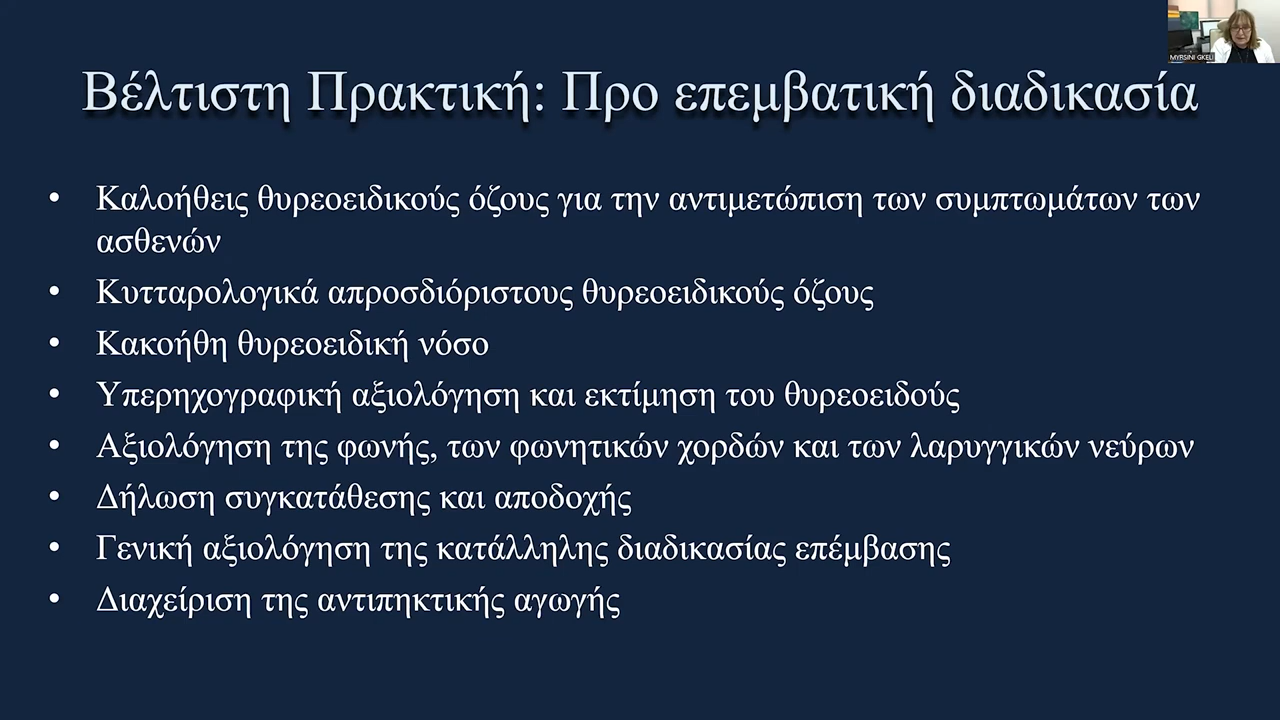 Βέλτιστη Πρακτική: Προ επεμβατική διαδικασία
MYRSINI GKELI
• Καλοήθεις θυρεοειδικούς όζους για την αντιμετώπιση των συμπτωμάτων των
ασθενών
• Κυτταρολογικά απροσδιόριστους θυρεοειδικούς όζους
• Κακοήθη θυρεοειδική νόσο
• Υπερηχογραφική αξιολόγηση και εκτίμηση του θυρεοειδούς
• Αξιολόγηση της φωνής, των φωνητικών χορδών και των λαρυγγικών νεύρων
• Δήλωση συγκατάθεσης και αποδοχής
• Γενική αξιολόγηση της κατάλληλης διαδικασίας επέμβασης
• Διαχείριση της αντιπηκτικής αγωγής